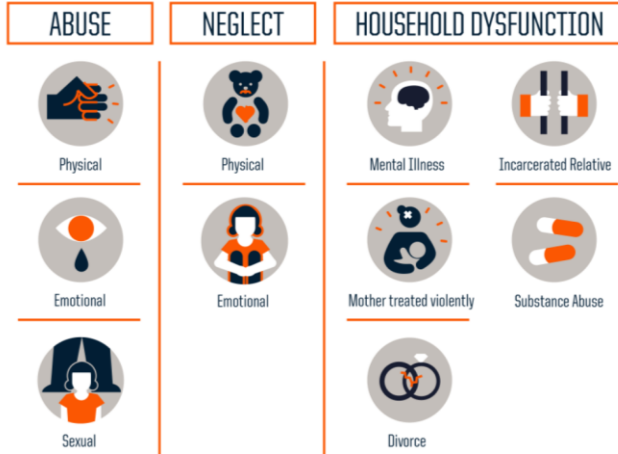 ABUSE
NEGLECT
HOUSEHOLD DYSFUNCTION
Physical
Physical
Mental Illness
Incarcerated Relative
Emotional
Emotional
Mother treated violently
Substance Abuse
Sexual
Divorce